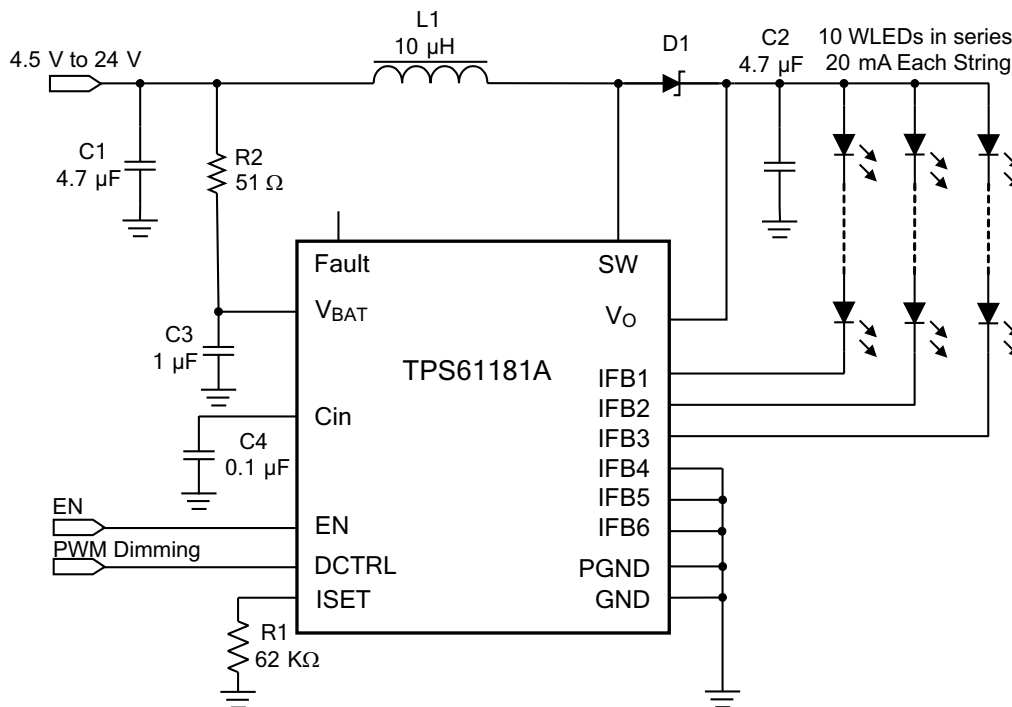 L1
10 µH
D1
C2
4.7 µF
10 WLEDs in series
20 mA Each String
4.5 V to 24 V
C1
4.7 µF
R2
51 Ω
Fault
SW
VBAT
VO
C3
1 µF
TPS61181A
IFB1
IFB2
IFB3
IFB4
IFB5
IFB6
Cin
C4
0.1 µF
EN
EN
PWM Dimming
DCTRL
PGND
ISET
GND
R1
62 KΩ